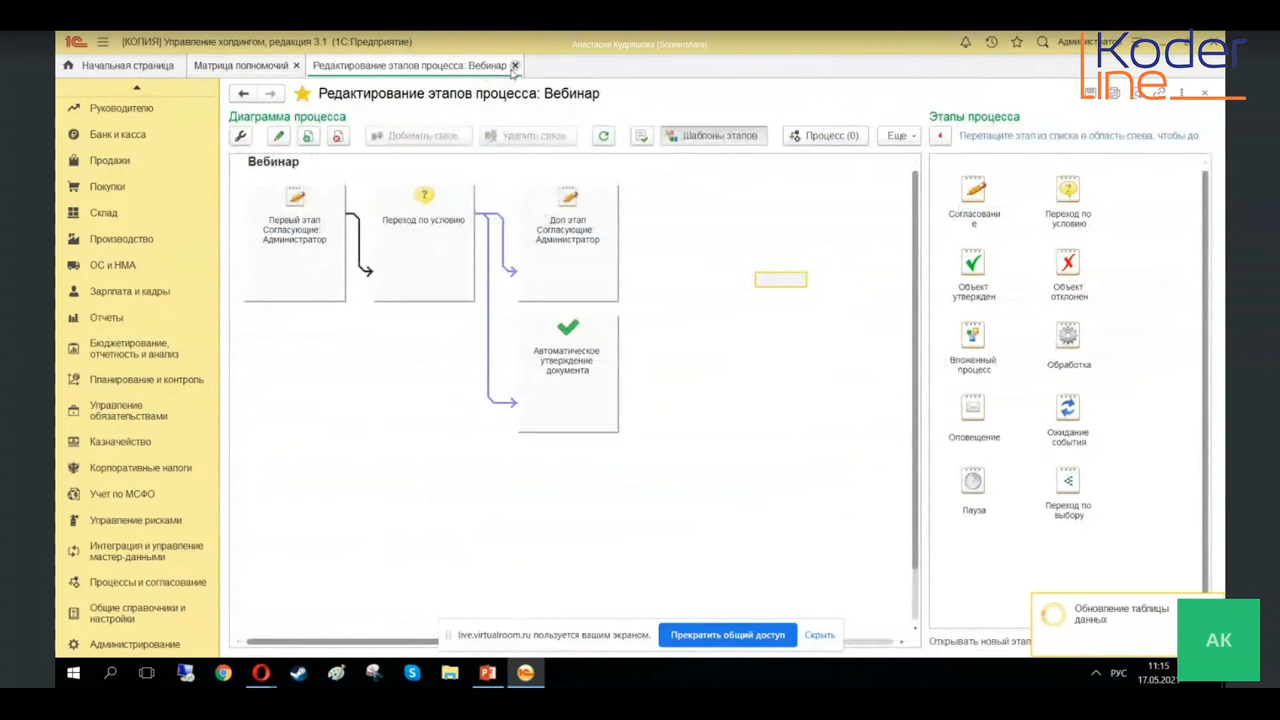 [КОПИЯ] Управление холдингом, редакция 3.1 (1С:Предприятие)
Анастасия Кудряшова (Screenshare)
Koder
line
Начальная страница
Матрица полномочий
Редактирование этапов процесса: Вебинар
Редактирование этапов процесса: Вебинар
Руководителю
Банк и касса
Продажи
Покупки
Склад
Производство
ОС и НМА
Зарплата и кадры
Отчеты
Бюджетирование,
отчетность и анализ
Планирование и контроль
Управление
обязательствами
Казначейство
Корпоративные налоги
Учет по МСФО
Управление рисками
Интеграция и управление
мастер-данными
Процессы и согласование
Общие справочники и
настройки
Администрирование
Диаграмма процесса
Добавить связь
Удалить связь
Шаблоны этапов
Процесс (0)
Еще
Вебинар
Первый этап
Согласующие:
Администратор
Переход по условию
Доп этап
Согласующие:
Администратор
Автоматическое
утверждение
документа
Этапы процесса
Перетащите этап из списка в область слева, чтобы до
Согласовани
е
Переход по
условию
Объект
утвержден
Объект
отклонен
Вложенный
процесс
Обработка
Оповещение
Ожидание
события
Пауза
Переход по
выбору
Обновление таблицы
данных
Открывать новый этап
АК
live.virtualroom.ru пользуется вашим экраном.
Прекратить общий доступ
Скрыть
РУС
11:15